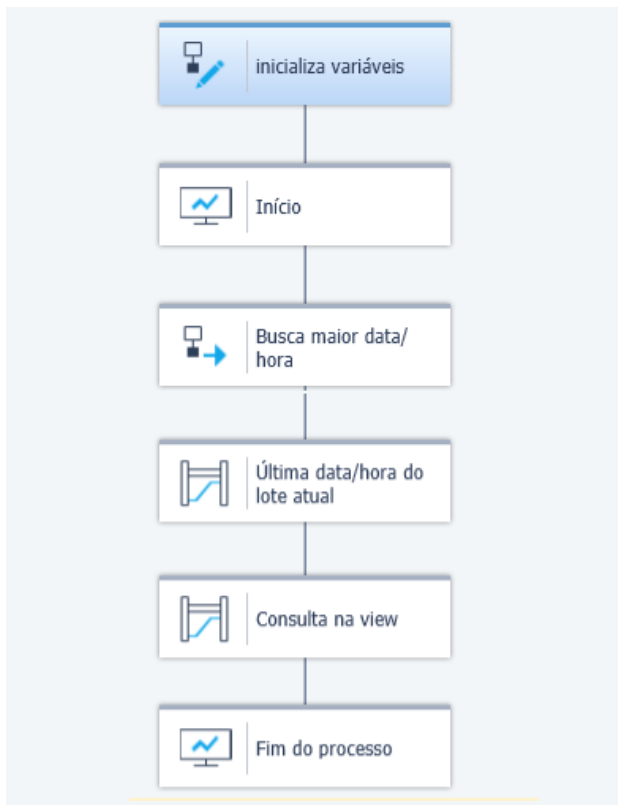 inicializa variáveis
Início
Busca maior data/
hora
Última data/hora do
lote atual
Consulta na view
Fim do processo